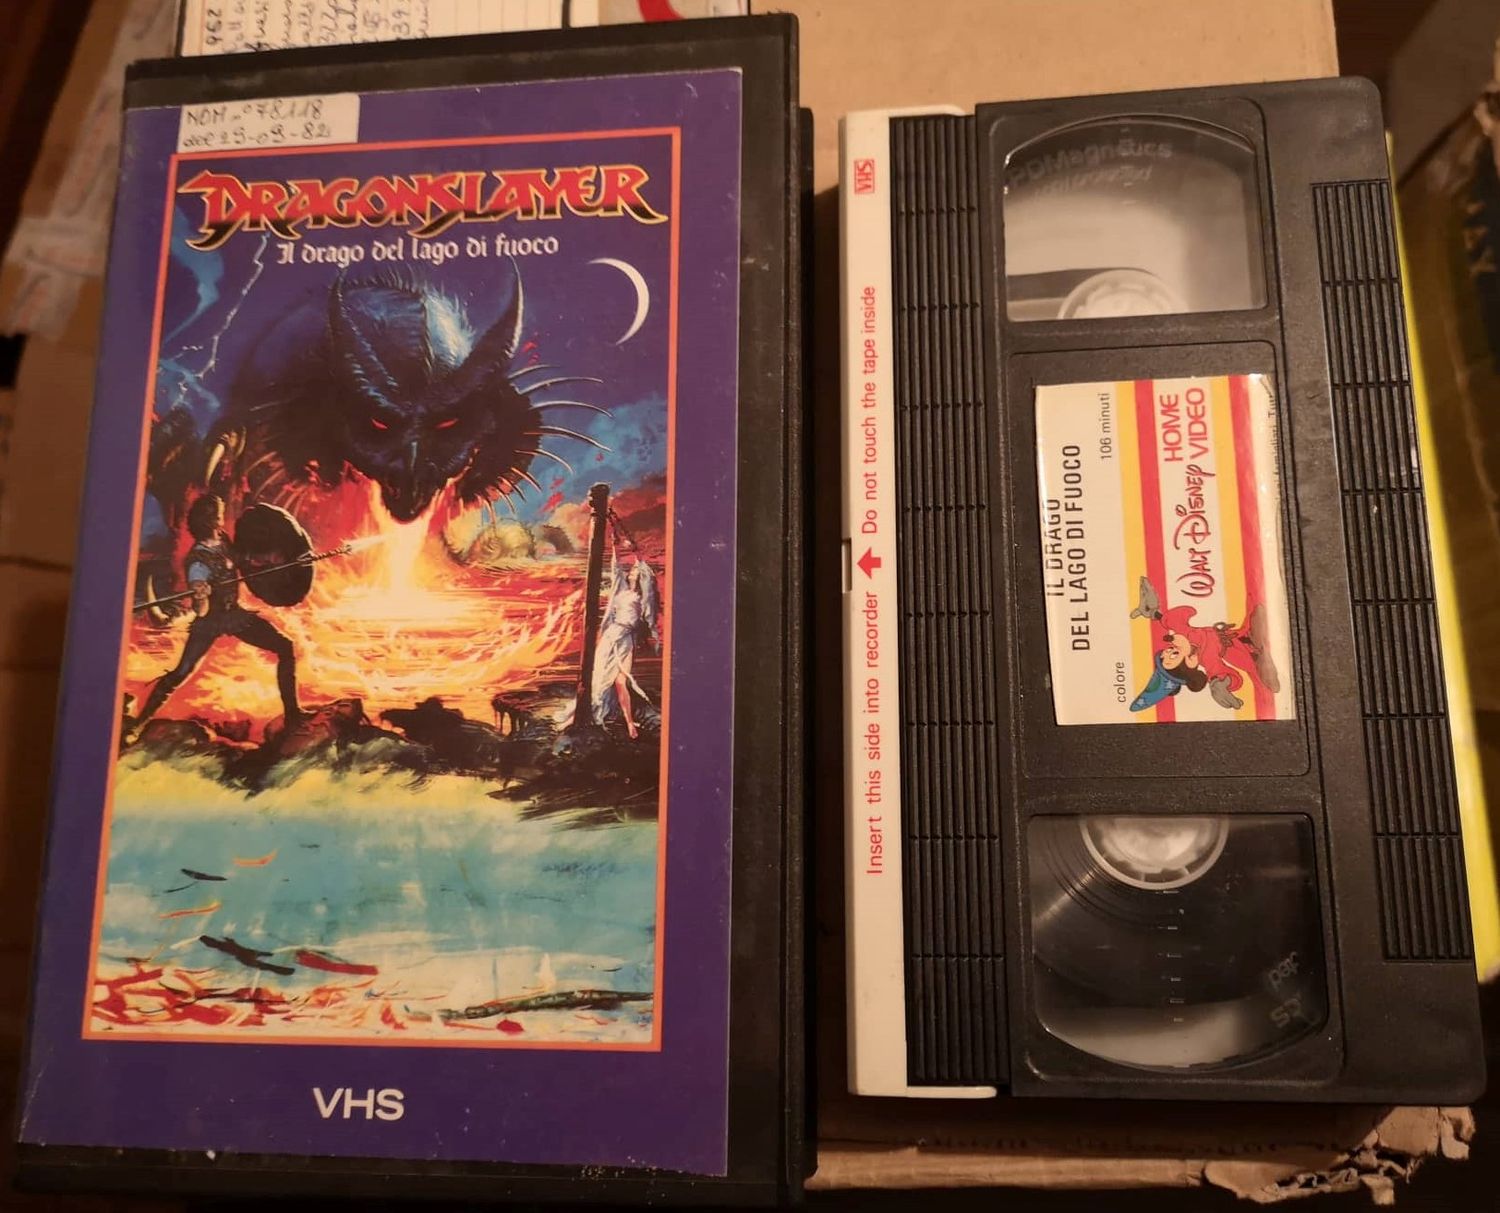 NOM. n° 78118
del 29-09-82
DRAGONSLAYER
Il drago del lago di fuoco
VHS
VHS
Insert this side into recorder Do not touch the tape inside
IL DRAGO
DEL LAGO DI FUOCO
colore 106 minuti
WALT DISNEY HOME VIDEO